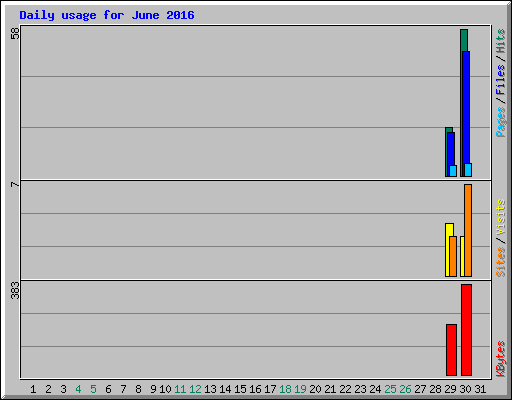 Daily usage for June 2016
58
Pages / Files / Hits
7
Sites / Visits
383
KBytes
1 2 3 4 5 6 7 8 9 10 11 12 13 14 15 16 17 18 19 20 21 22 23 24 25 26 27 28 29 30 31